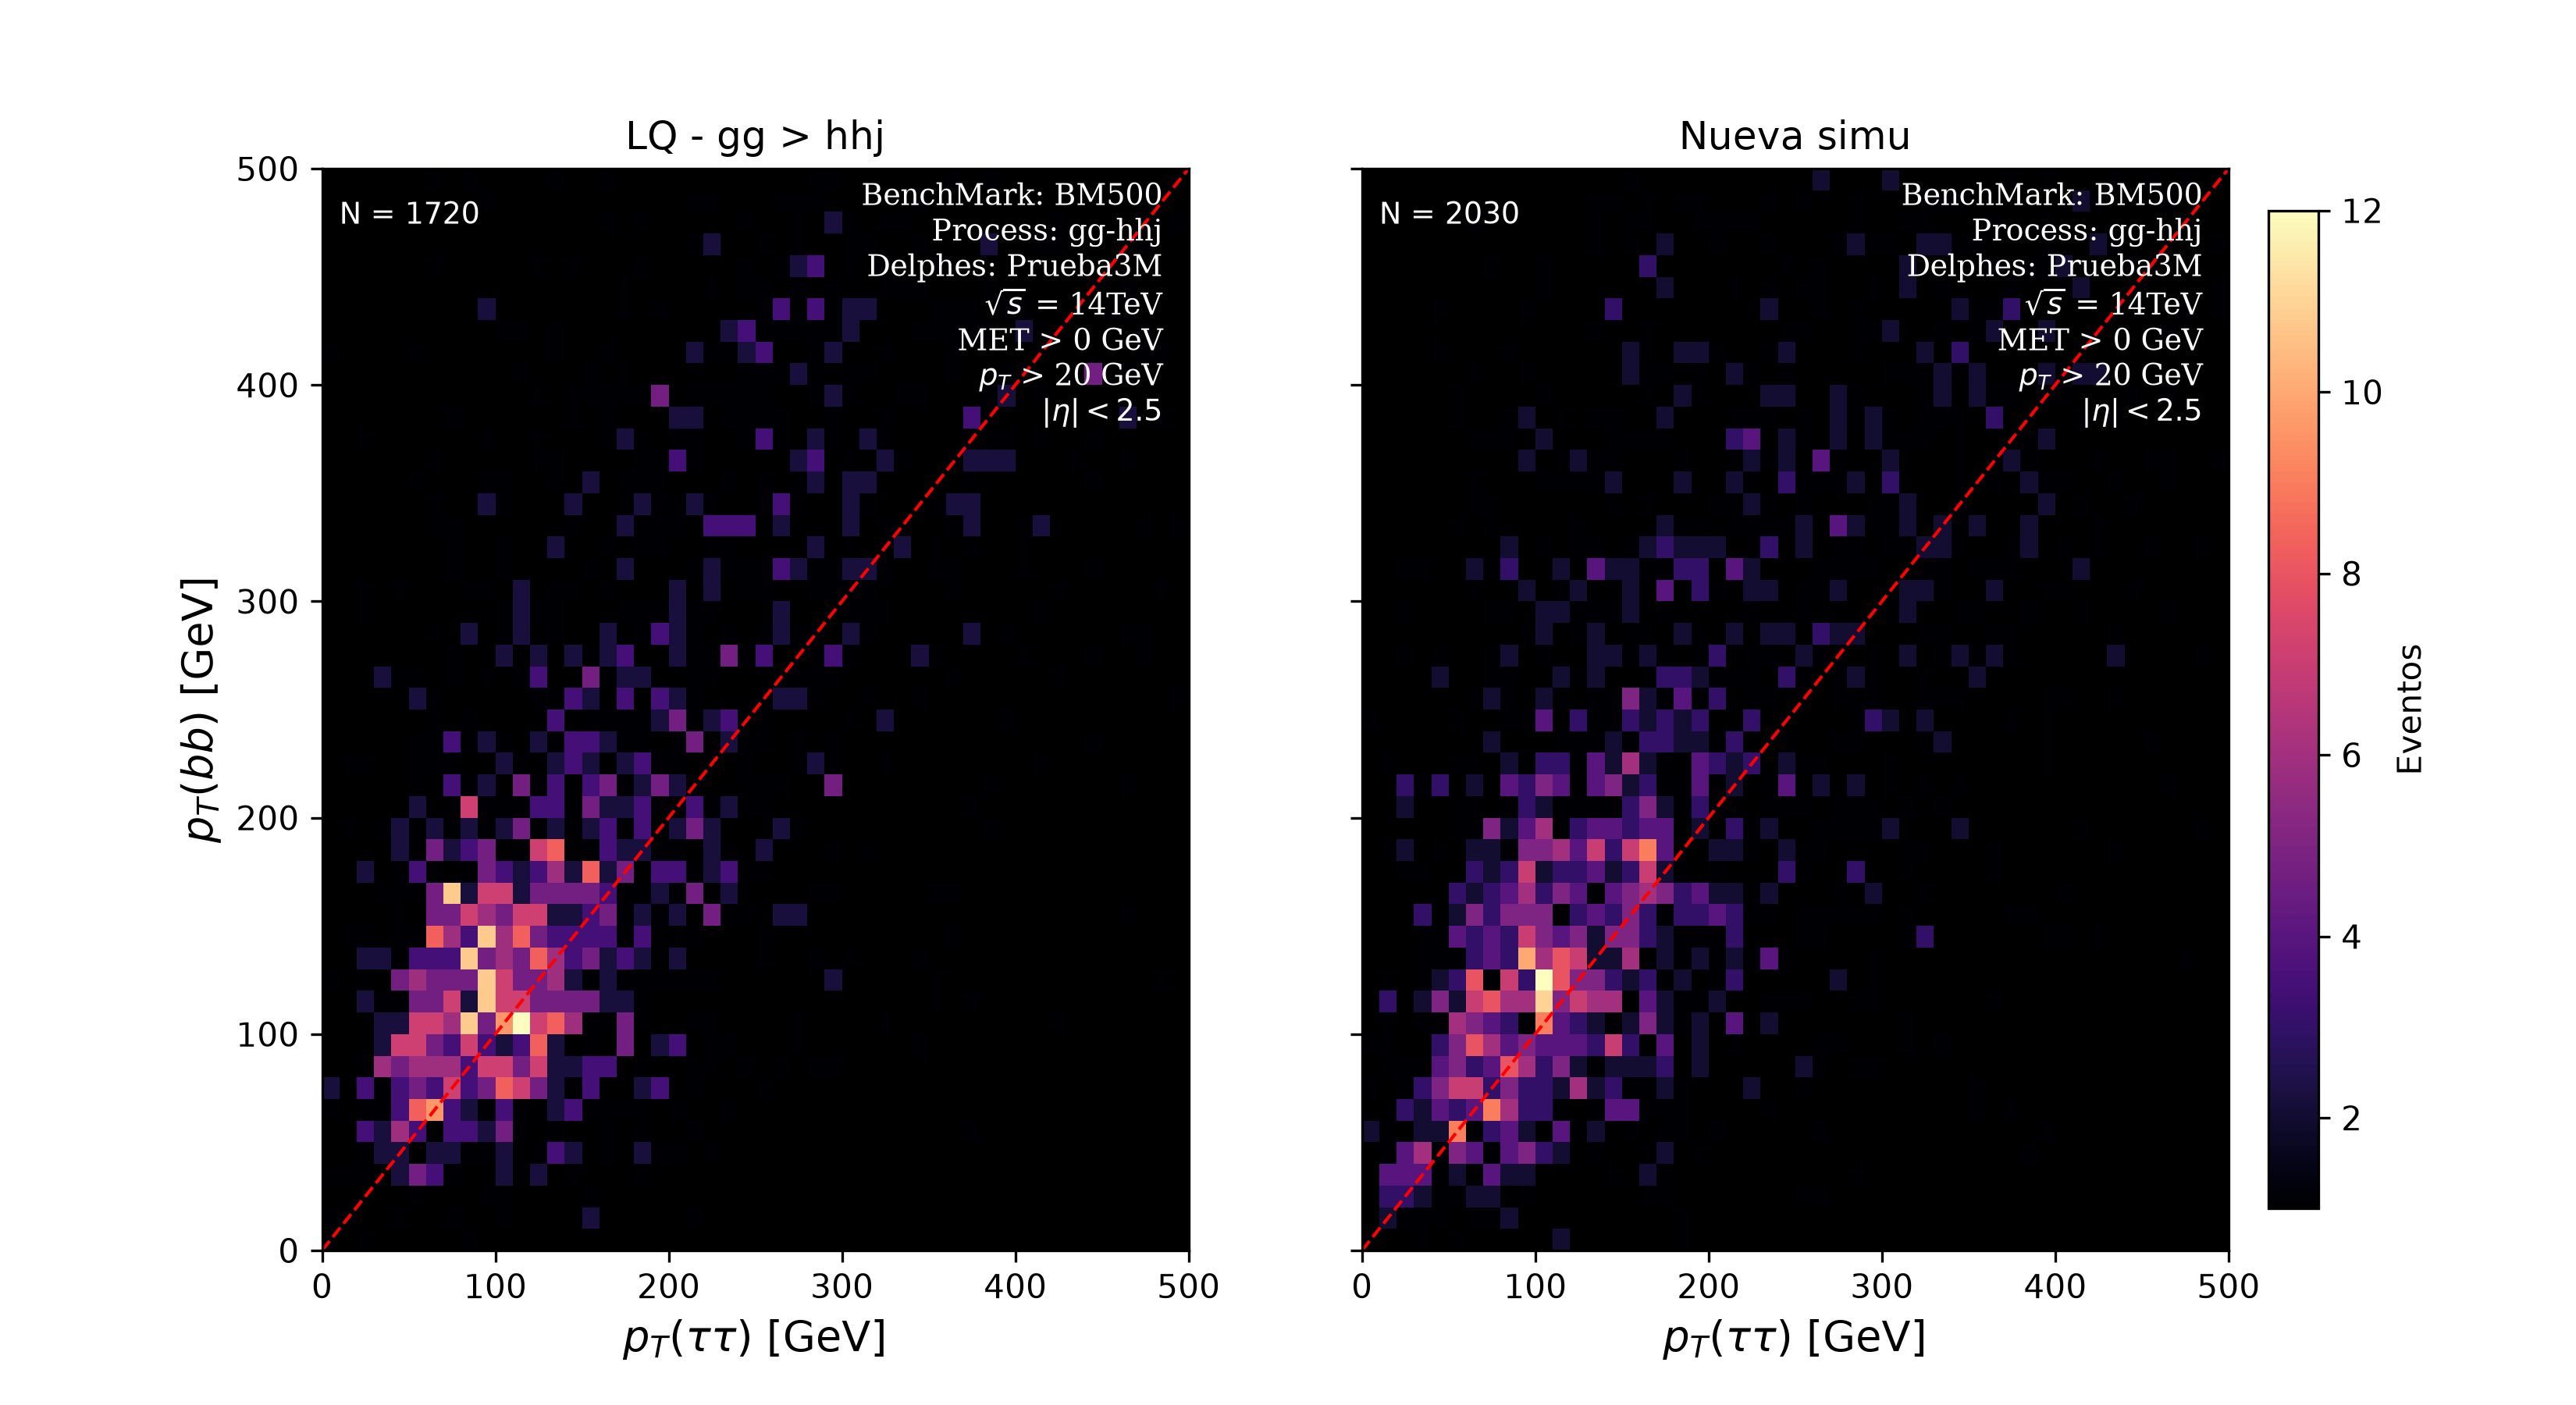 LQ - gg > hhj
N = 1720
BenchMark: BM500
Process: gg-hhj
Delphes: Prueba3M
√s = 14TeV
MET > 0 GeV
p_T > 20 GeV
|η| < 2.5
500
400
300
200
100
0
p_T(bb) [GeV]
0 100 200 300 400 500
p_T(ττ) [GeV]
Nueva simu
N = 2030
BenchMark: BM500
Process: gg-hhj
Delphes: Prueba3M
√s = 14TeV
MET > 0 GeV
p_T > 20 GeV
|η| < 2.5
0 100 200 300 400 500
p_T(ττ) [GeV]
12
10
8
6
4
2
Eventos